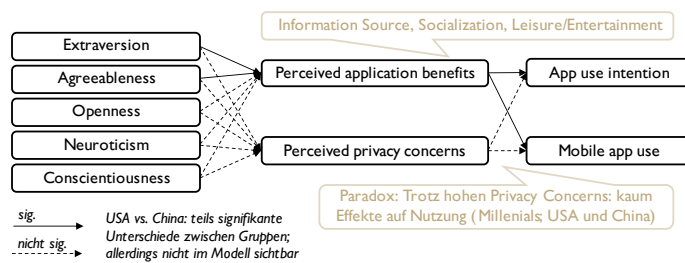 Information Source, Socialization, Leisure/Entertainment
Extraversion
Agreeableness
Openness
Neuroticism
Conscientiousness
Perceived application benefits
Perceived privacy concerns
App use intention
Mobile app use
Paradox: Trotz hohen Privacy Concerns: kaum
Effekte auf Nutzung (Millenials; USA und China)
sig.
nicht sig.
USA vs. China: teils signifikante
Unterschiede zwischen Gruppen;
allerdings nicht im Modell sichtbar